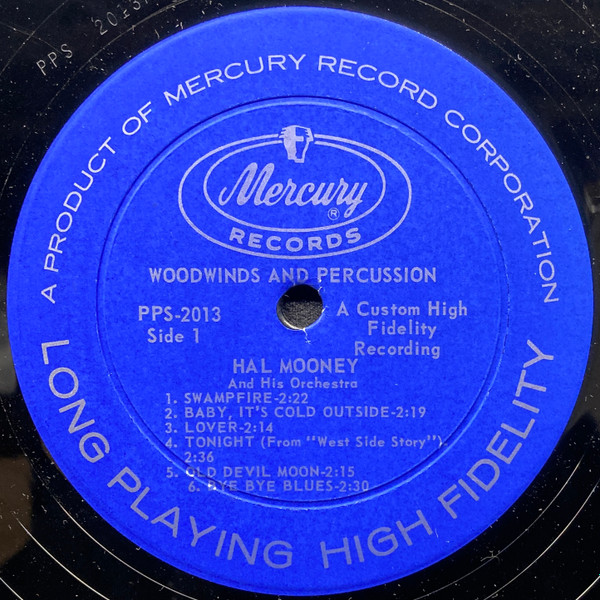 PPS 2013
A PRODUCT OF MERCURY RECORD CORPORATION
Mercury
®
RECORDS
WOODWINDS AND PERCUSSION
PPS-2013
Side 1
A Custom High
Fidelity
Recording
HAL MOONEY
And His Orchestra
1. SWAMPFIRE-2:22
2. BABY, IT'S COLD OUTSIDE-2:19
3. LOVER-2:14
4. TONIGHT (From "West Side Story")
2:36
5. OLD DEVIL MOON-2:15
6. BYE BYE BLUES-2:30
LONG PLAYING HIGH FIDELITY